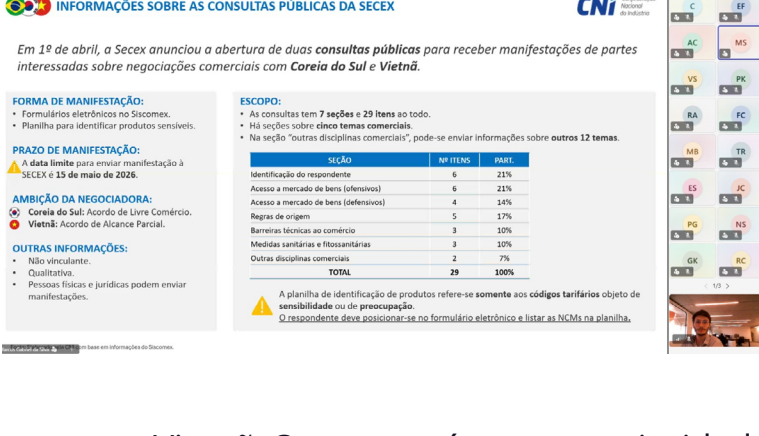 INFORMAÇÕES SOBRE AS CONSULTAS PÚBLICAS DA SECEX
CNI
Nacional
da Indústria
Em 1º de abril, a Secex anunciou a abertura de duas consultas públicas para receber manifestações de partes
interessadas sobre negociações comerciais com Coreia do Sul e Vietnã.
FORMA DE MANIFESTAÇÃO:
• Formulários eletrônicos no Siscomex.
• Planilha para identificar produtos sensíveis.
PRAZO DE MANIFESTAÇÃO:
A data limite para enviar manifestação à
SECEX é 15 de maio de 2026.
AMBIÇÃO DA NEGOCIADORA:
Coreia do Sul: Acordo de Livre Comércio.
Vietnã: Acordo de Alcance Parcial.
OUTRAS INFORMAÇÕES:
• Não vinculante.
• Qualitativa.
• Pessoas físicas e jurídicas podem enviar
manifestações.
ESCOPO:
• As consultas tem 7 seções e 29 itens ao todo.
• Há seções sobre cinco temas comerciais.
• Na seção "outras disciplinas comerciais", pode-se enviar informações sobre outros 12 temas.
SEÇÃO Nº ITENS PART.
Identificação do respondente 6 21%
Acesso a mercado de bens (ofensivos) 6 21%
Acesso a mercado de bens (defensivos) 4 14%
Regras de origem 5 17%
Barreiras técnicas ao comércio 3 10%
Medidas sanitárias e fitossanitárias 3 10%
Outras disciplinas comerciais 2 7%
TOTAL 29 100%
A planilha de identificação de produtos refere-se somente aos códigos tarifários objeto de
sensibilidade ou de preocupação.
O respondente deve posicionar-se no formulário eletrônico e listar as NCMs na planilha.
com base em informações do Siscomex.
C EF
AC MS
VS PK
RA FC
MB TR
ES JC
PG NS
GK RC
1/3